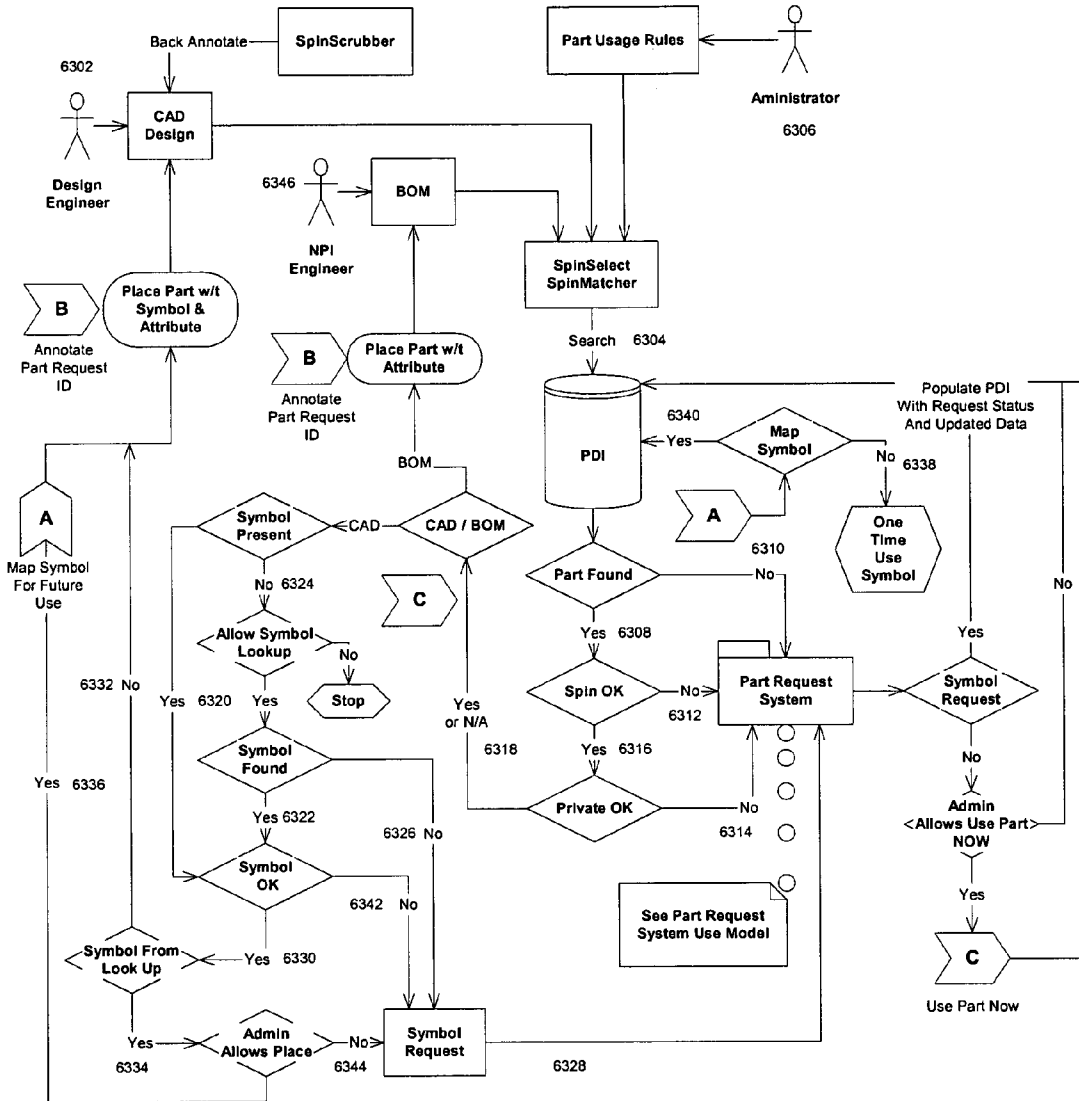 Back Annotate
SpinScrubber
Part Usage Rules
6302
CAD
Design
Aministrator
6306
Design
Engineer
6346
BOM
NPI
Engineer
SpinSelect
SpinMatcher
B
Place Part w/t
Symbol &
Attribute
Annotate
Part Request
ID
Search
6304
B
Place Part w/t
Attribute
Annotate
Part Request
ID
Populate PDI
With Request Status
And Updated Data
PDI
6340
Yes
Map
Symbol
No
6338
BOM
A
Map Symbol
For Future
Use
Symbol
Present
CAD
CAD / BOM
A
6310
One
Time
Use
Symbol
C
Part Found
No
No
No
6324
Allow Symbol
Lookup
No
Stop
Yes
6308
Yes
6332
No
Yes
6320
Yes
Yes
or N/A
Spin OK
No
6312
Part Request
System
Symbol
Request
Symbol
Found
6318
Yes
6316
No
Yes
6336
Private OK
No
6314
Admin
Allows Use Part
NOW
Yes
6322
6326
No
Symbol
OK
6342
No
Yes
See Part Request
System Use Model
Symbol From
Look Up
Yes
6330
C
Use Part Now
Yes
6334
Admin
Allows Place
No
6344
Symbol
Request
6328